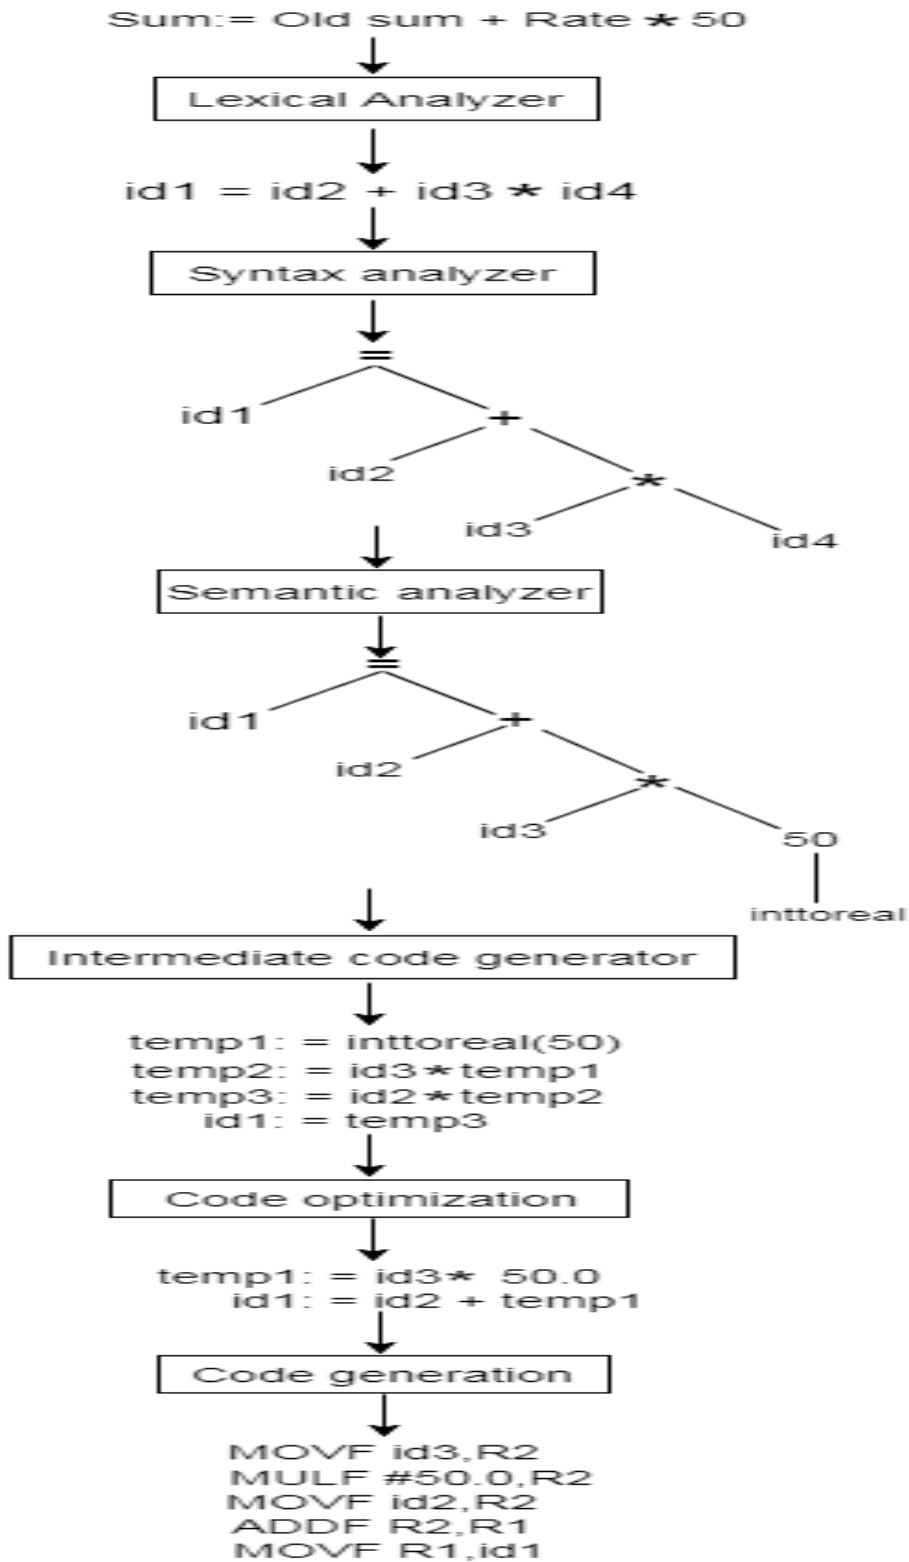 Sum:= Old sum + Rate * 50
Lexical Analyzer
id1 = id2 + id3 * id4
Syntax analyzer
=
id1
+
id2
*
id3
id4
Semantic analyzer
=
id1
+
id2
*
id3
50
inttoreal
Intermediate code generator
temp1: = inttoreal(50)
temp2: = id3*temp1
temp3: = id2*temp2
id1: = temp3
Code optimization
temp1: = id3* 50.0
id1: = id2 + temp1
Code generation
MOVF id3,R2
MULF #50.0,R2
MOVF id2,R2
ADDF R2,R1
MOVF R1,id1